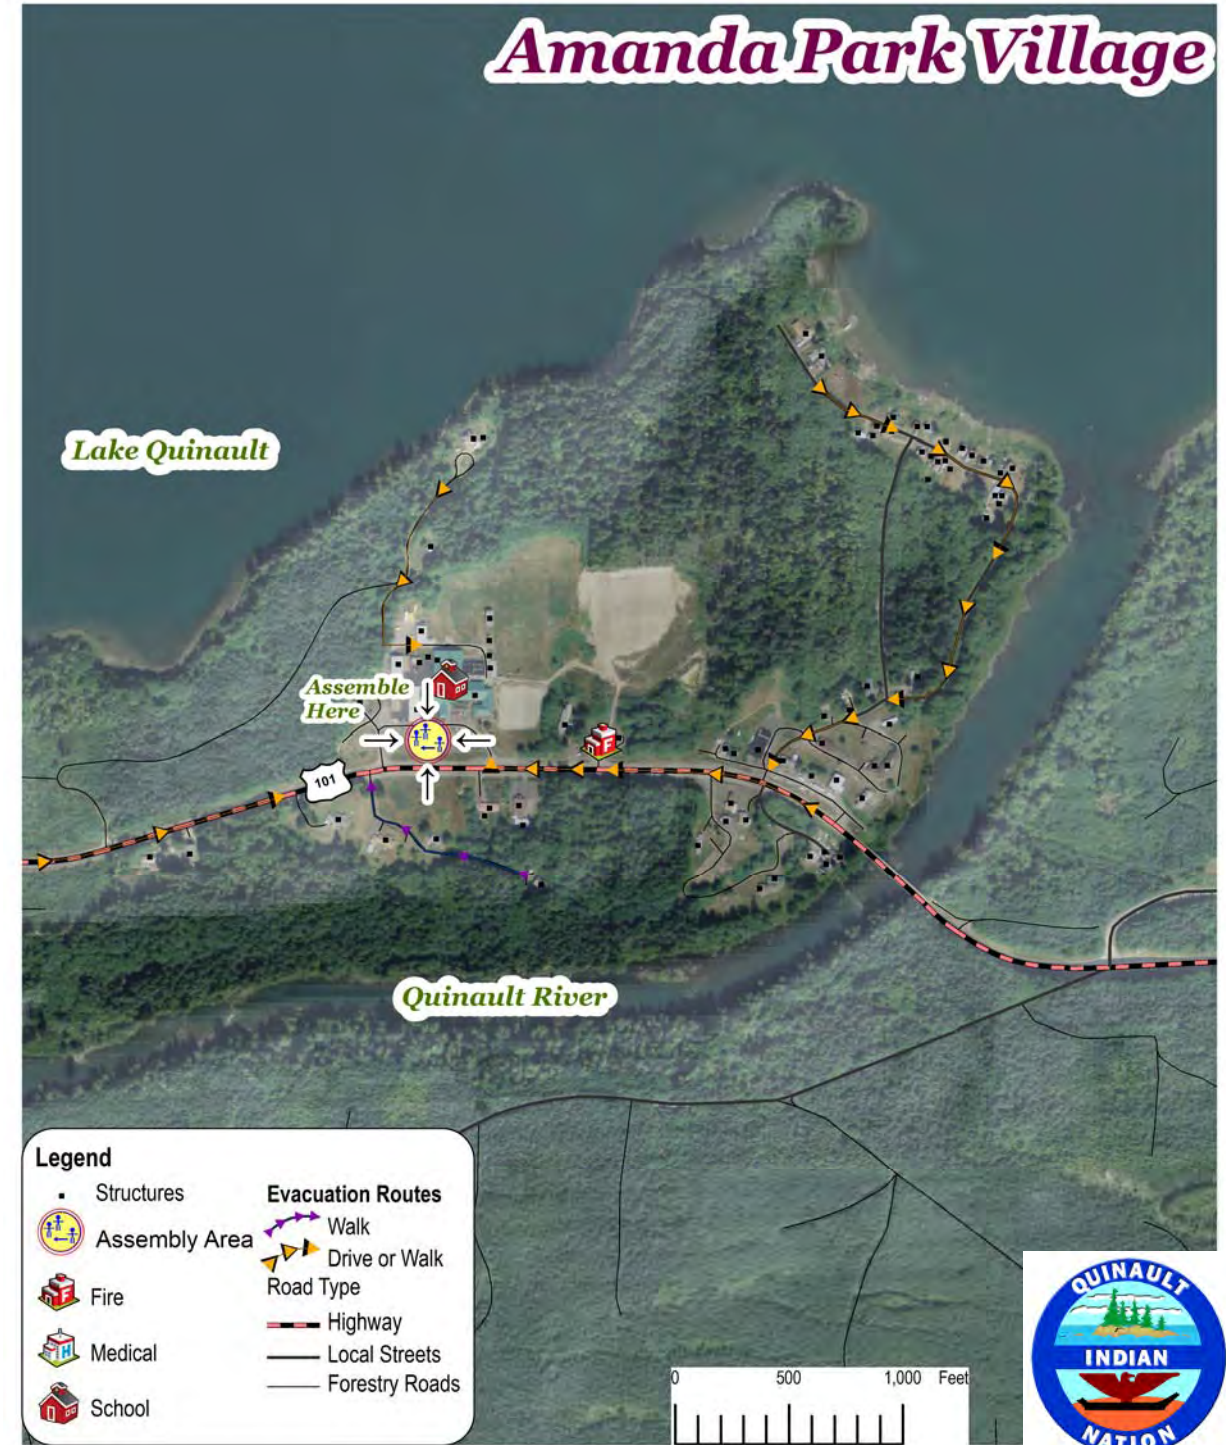 Amanda Park Village
Lake Quinault
Assemble
Here
101
F
Quinault River
Legend
Structures
Assembly Area
F
Fire
H
Medical
School
Evacuation Routes
Walk
Drive or Walk
Road Type
Highway
Local Streets
Forestry Roads
0 500 1,000 Feet
QUINAULT
INDIAN
NATION